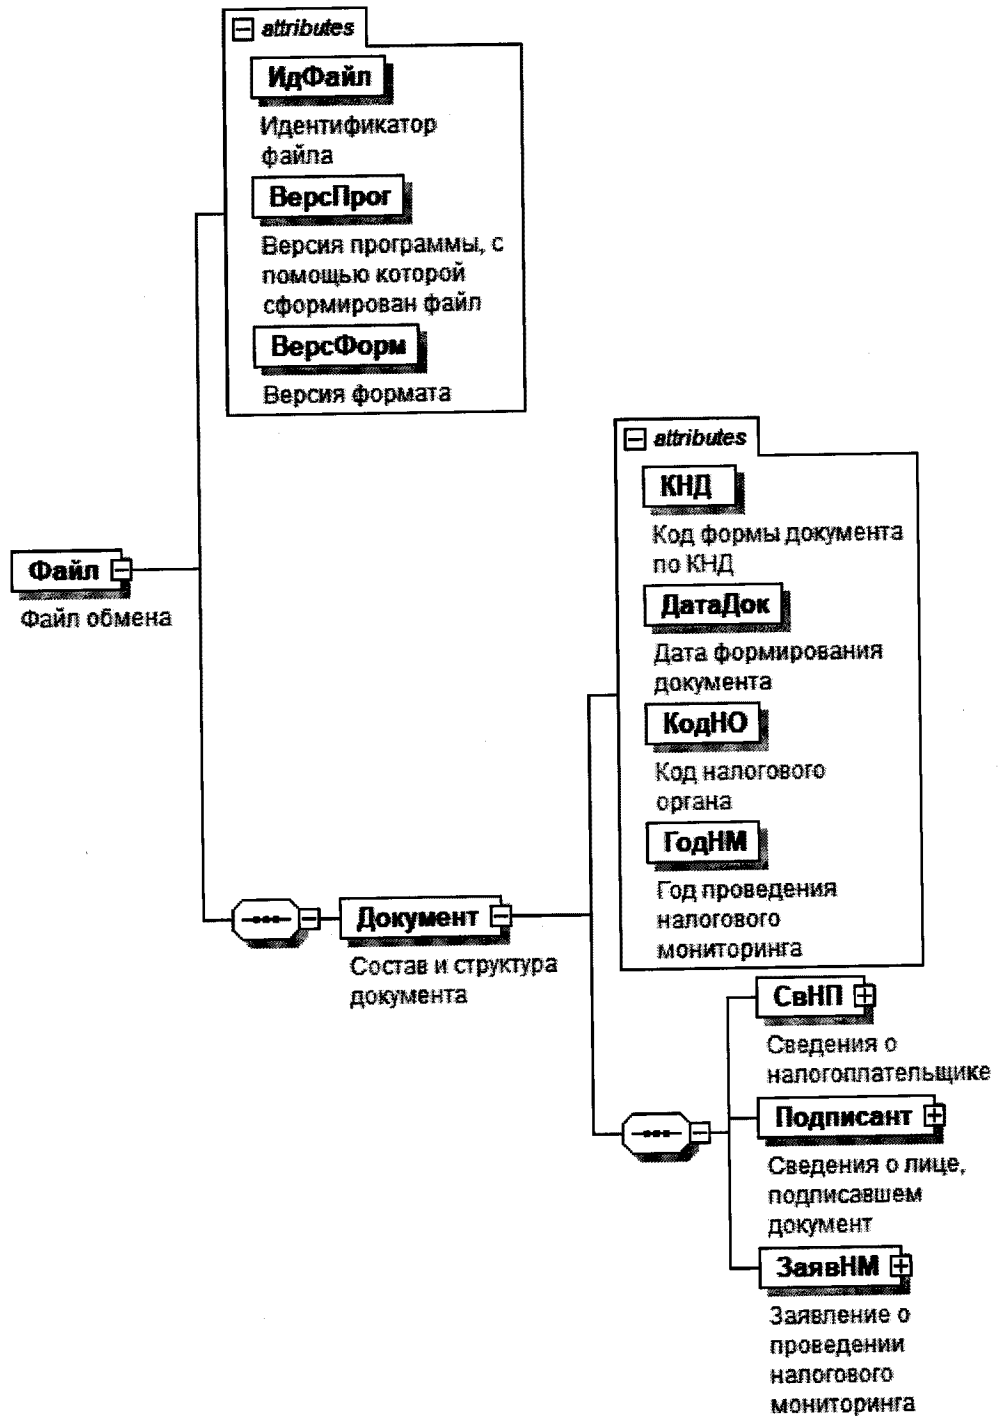 attributes
ИдФайл
Идентификатор
файла
ВерсПрог
Версия программы, с
помощью которой
сформирован файл
ВерсФорм
Версия формата
Файл
Файл обмена
Документ
Состав и структура
документа
attributes
КНД
Код формы документа
по КНД
ДатаДок
Дата формирования
документа
КодНО
Код налогового
органа
ГодНМ
Год проведения
налогового
мониторинга
СвНП
Сведения о
налогоплательщике
Подписант
Сведения о лице,
подписавшем
документ
ЗаявНМ
Заявление о
проведении
налогового
мониторинга